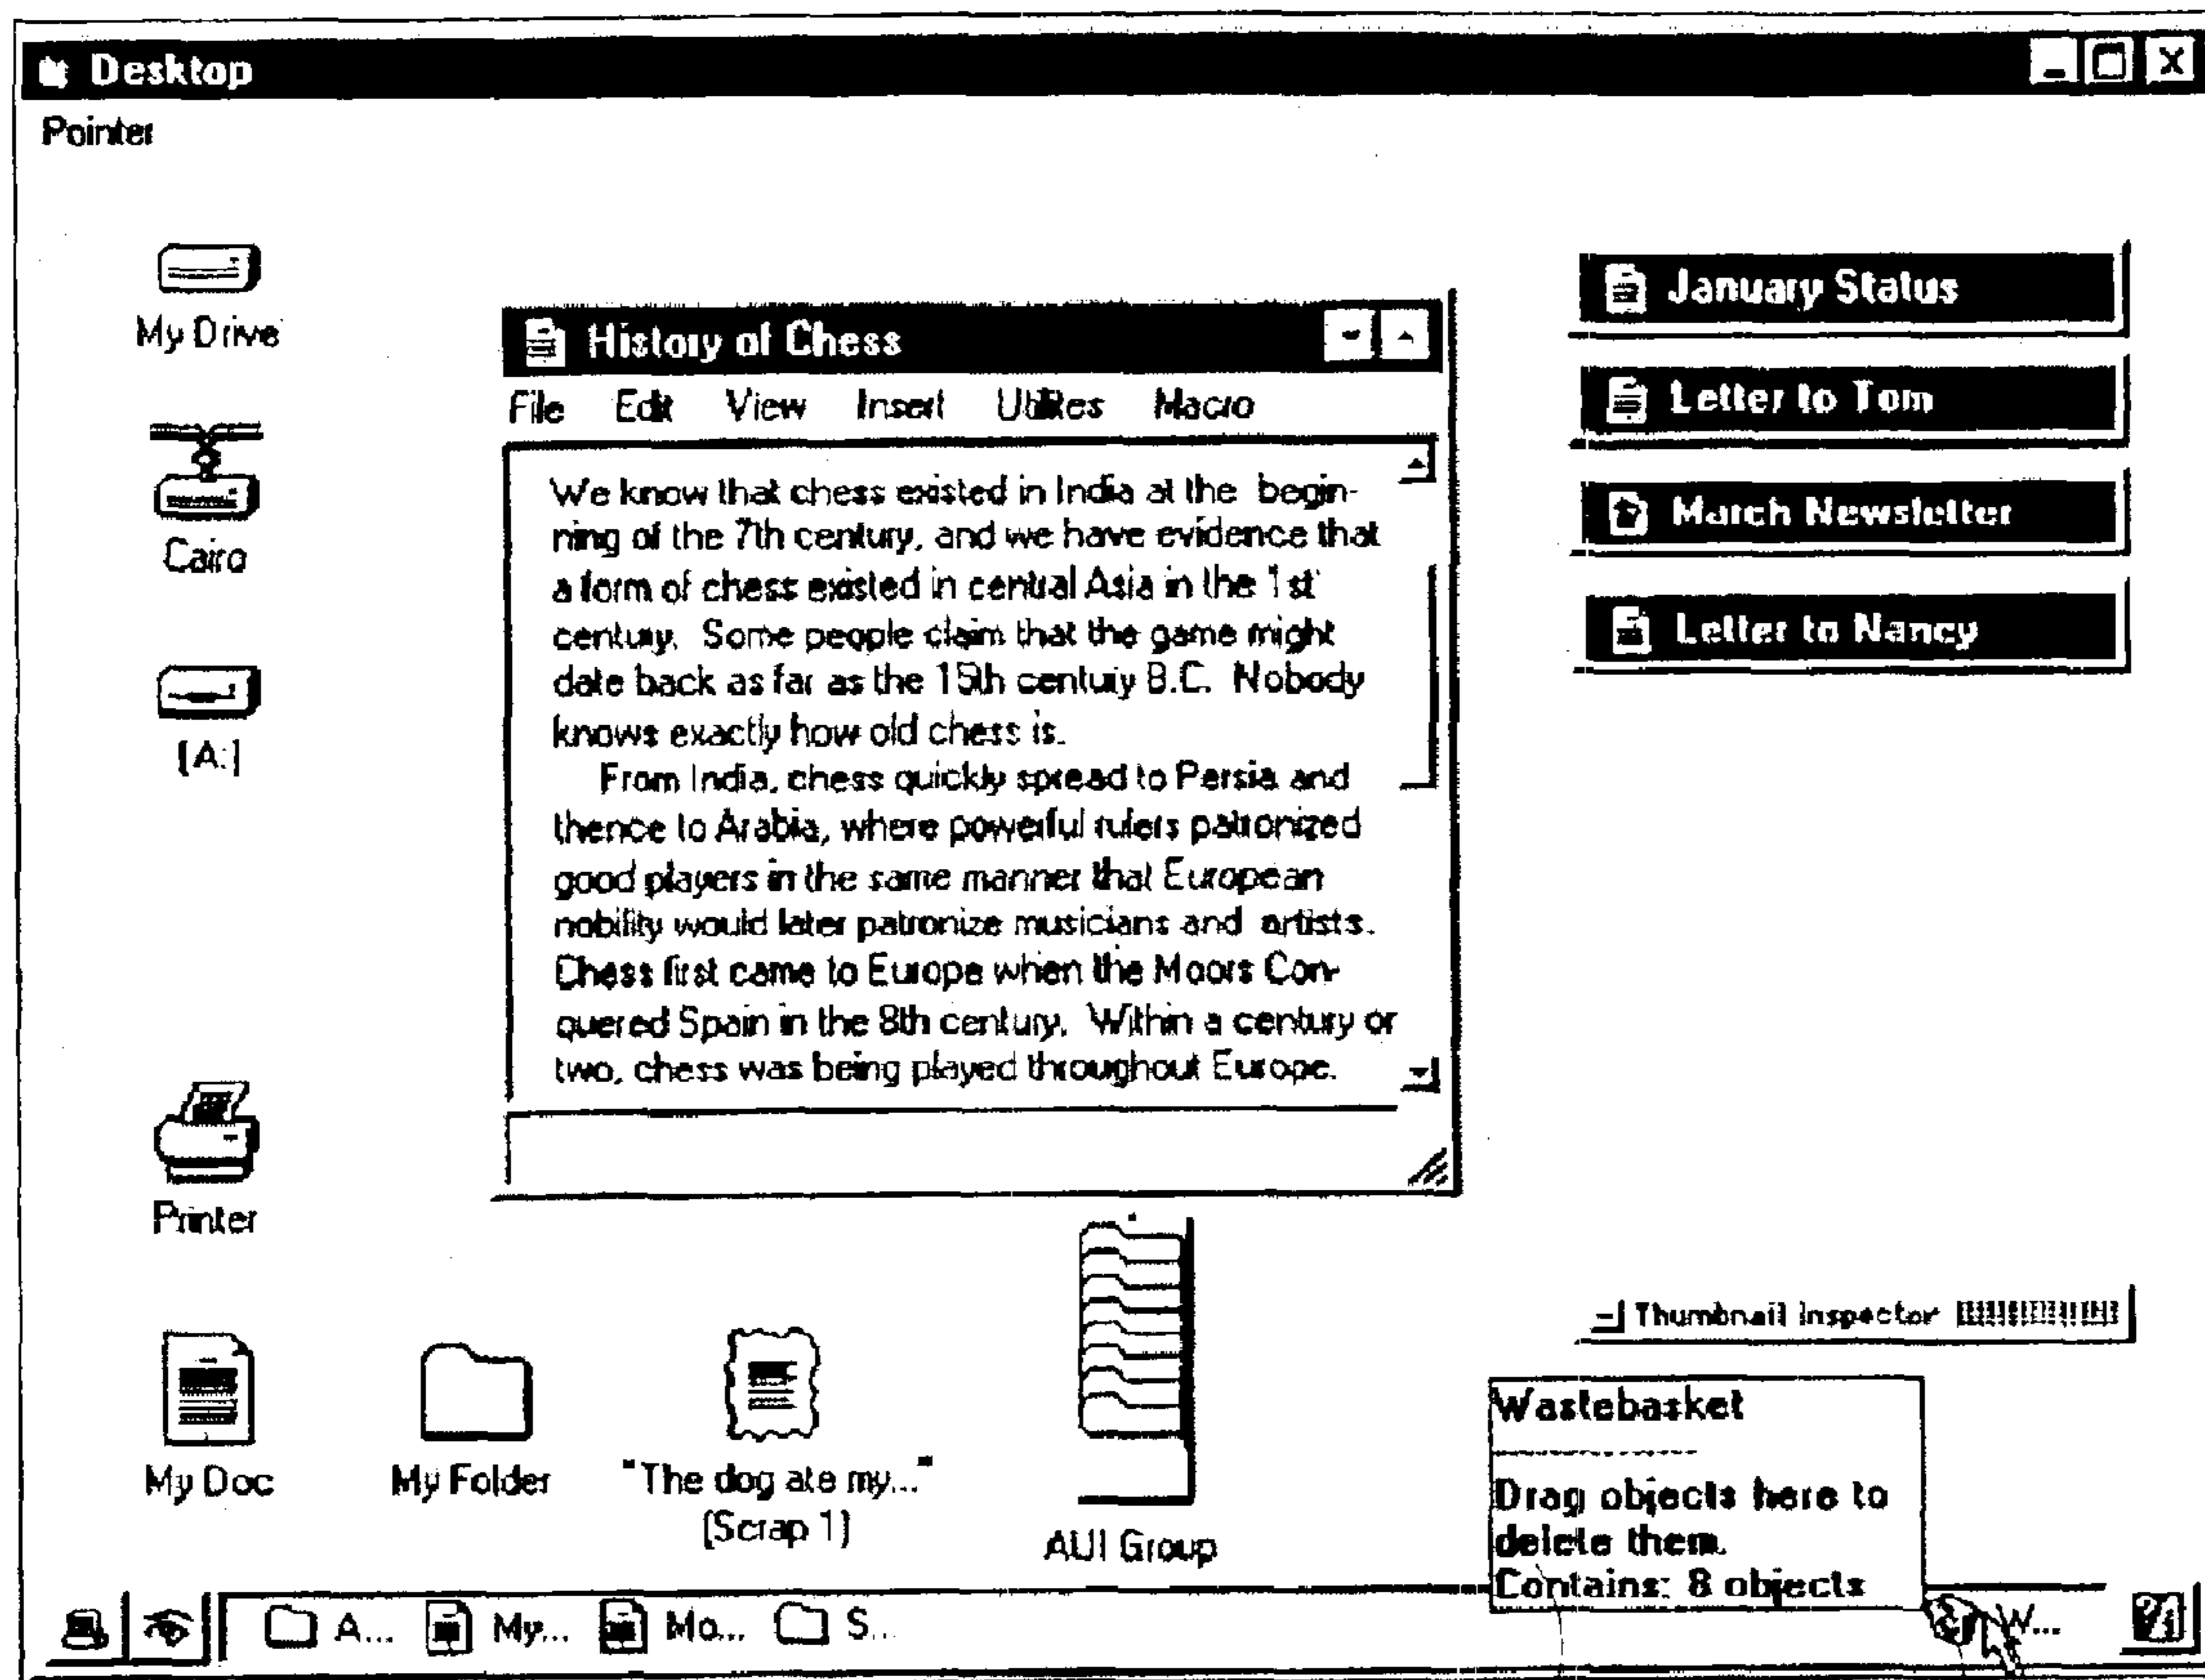 Desktop
Pointer
My Drive
Cairo
[A:]
Printer
History of Chess
File Edit View Insert Utilities Macro
We know that chess existed in India at the begin-
ning of the 7th century, and we have evidence that
a form of chess existed in central Asia in the 1st
century. Some people claim that the game might
date back as far as the 15th century B.C. Nobody
knows exactly how old chess is.
From India, chess quickly spread to Persia and
thence to Arabia, where powerful rulers patronized
good players in the same manner that European
nobility would later patronize musicians and artists.
Chess first came to Europe when the Moors Con-
quered Spain in the 8th century. Within a century or
two, chess was being played throughout Europe.
January Status
Letter to Tom
March Newsletter
Letter to Nancy
Thumbnail Inspector
My Doc
My Folder
"The dog ate my..."
(Scrap 1)
AUI Group
Wastebasket
Drag objects here to
delete them.
Contains: 8 objects
A... My... Mo... S... W...